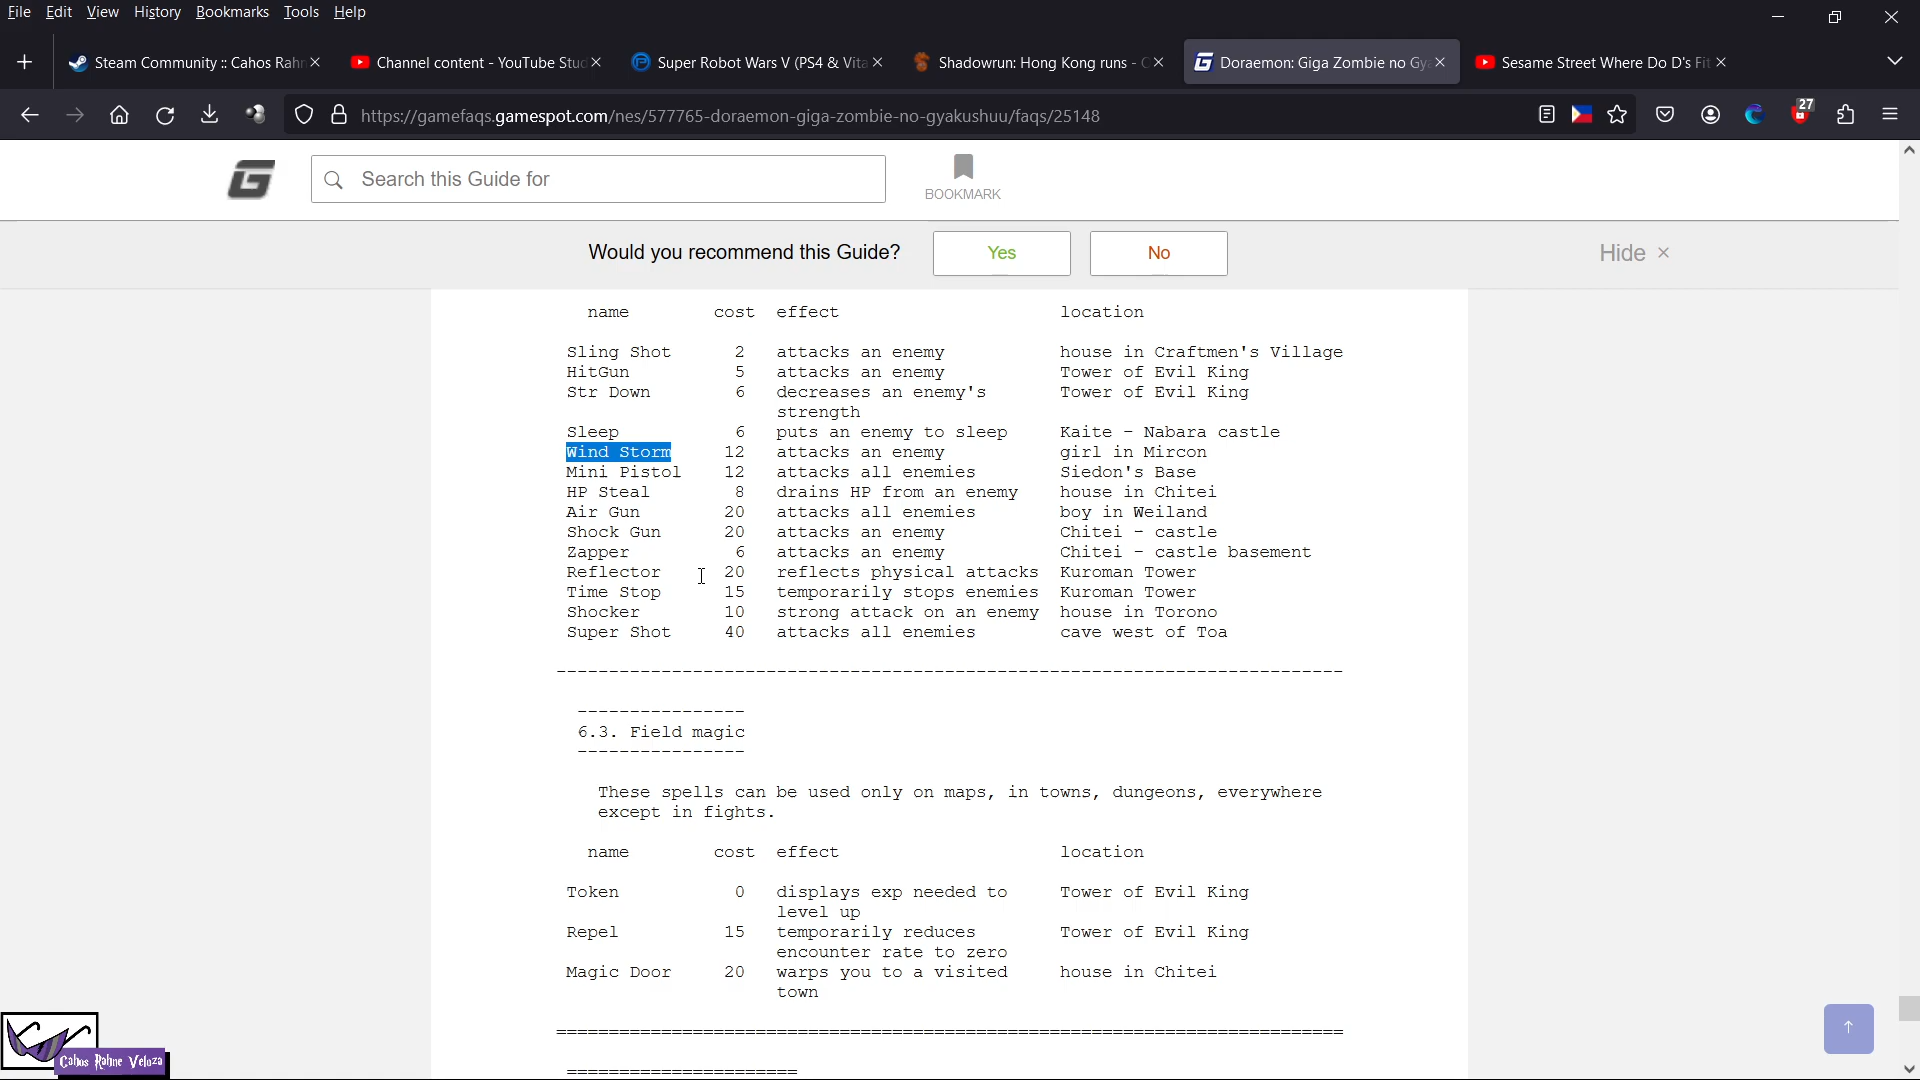 File Edit View History Bookmarks Tools Help
Steam Community :: Cahos Rahn
Channel content - YouTube Stud
Super Robot Wars V (PS4 & Vita
Shadowrun: Hong Kong runs - C
Doraemon: Giga Zombie no Gya
Sesame Street Where Do D's Fit
https://gamefaqs.gamespot.com/nes/577765-doraemon-giga-zombie-no-gyakushuu/faqs/25148
27
Search this Guide for
BOOKMARK
Would you recommend this Guide? Yes No Hide ×
name cost effect location
Sling Shot 2 attacks an enemy house in Craftmen's Village
HitGun 5 attacks an enemy Tower of Evil King
Str Down 6 decreases an enemy's Tower of Evil King
strength
Sleep 6 puts an enemy to sleep Kaite - Nabara castle
Wind Storm 12 attacks an enemy girl in Mircon
Mini Pistol 12 attacks all enemies Siedon's Base
HP Steal 8 drains HP from an enemy house in Chitei
Air Gun 20 attacks all enemies boy in Weiland
Shock Gun 20 attacks an enemy Chitei - castle
Zapper 6 attacks an enemy Chitei - castle basement
Reflector 20 reflects physical attacks Kuroman Tower
Time Stop 15 temporarily stops enemies Kuroman Tower
Shocker 10 strong attack on an enemy house in Torono
Super Shot 40 attacks all enemies cave west of Toa
---------------------------------------------------------------------------
----------------
6.3. Field magic
----------------
These spells can be used only on maps, in towns, dungeons, everywhere
except in fights.
name cost effect location
Token 0 displays exp needed to Tower of Evil King
level up
Repel 15 temporarily reduces Tower of Evil King
encounter rate to zero
Magic Door 20 warps you to a visited house in Chitei
town
===========================================================================
======================
Cahos Rahne Veloza